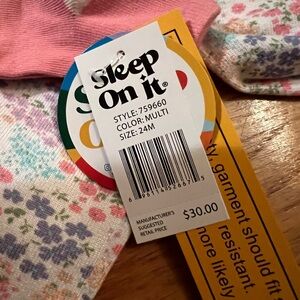 Sleep
On it®
STYLE: 759660
COLOR: MULTI
SIZE: 24M
MANUFACTURER'S
SUGGESTED
RETAIL PRICE
$30.00
ty, garment should fit
resistant.
more likely